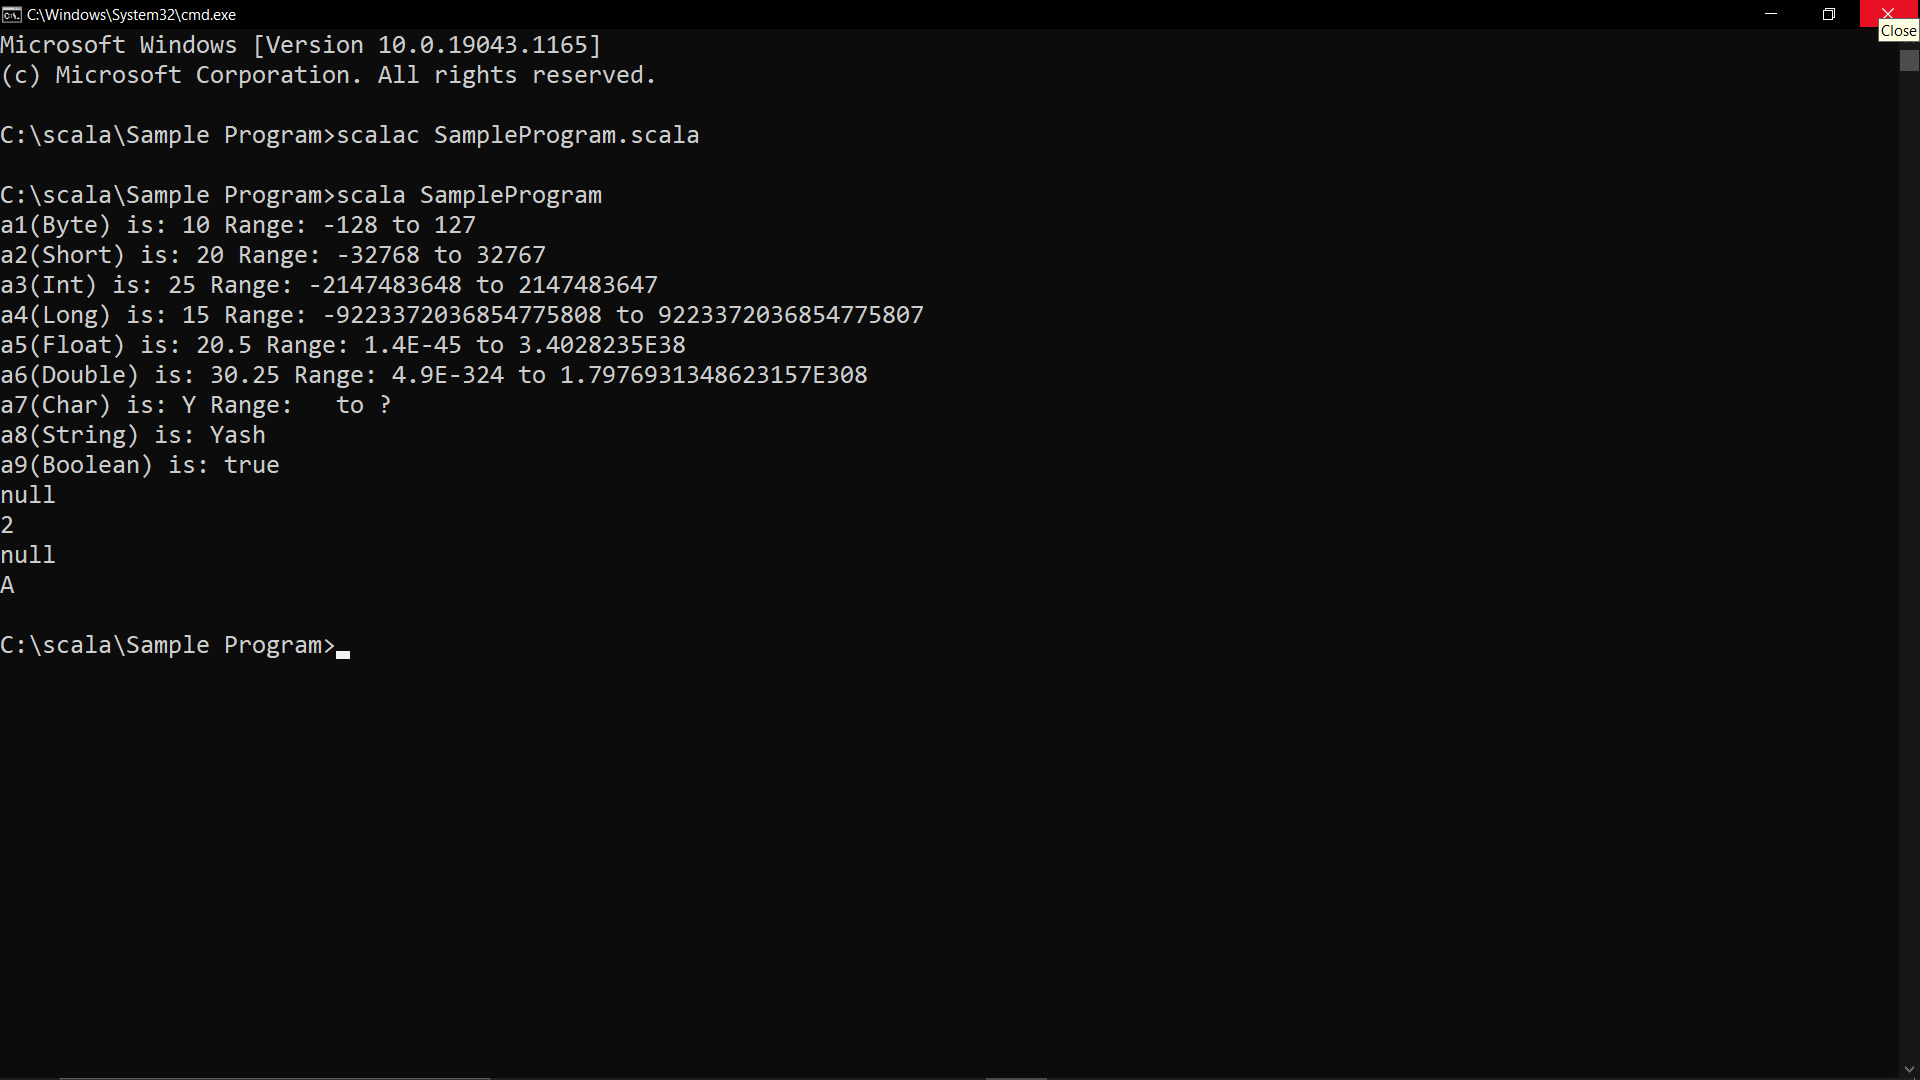 C:\Windows\System32\cmd.exe
Close
Microsoft Windows [Version 10.0.19043.1165]
(c) Microsoft Corporation. All rights reserved.
C:\scala\Sample Program>scalac SampleProgram.scala
C:\scala\Sample Program>scala SampleProgram
a1(Byte) is: 10 Range: -128 to 127
a2(Short) is: 20 Range: -32768 to 32767
a3(Int) is: 25 Range: -2147483648 to 2147483647
a4(Long) is: 15 Range: -9223372036854775808 to 9223372036854775807
a5(Float) is: 20.5 Range: 1.4E-45 to 3.4028235E38
a6(Double) is: 30.25 Range: 4.9E-324 to 1.7976931348623157E308
a7(Char) is: Y Range:   to ?
a8(String) is: Yash
a9(Boolean) is: true
null
2
null
A
C:\scala\Sample Program>